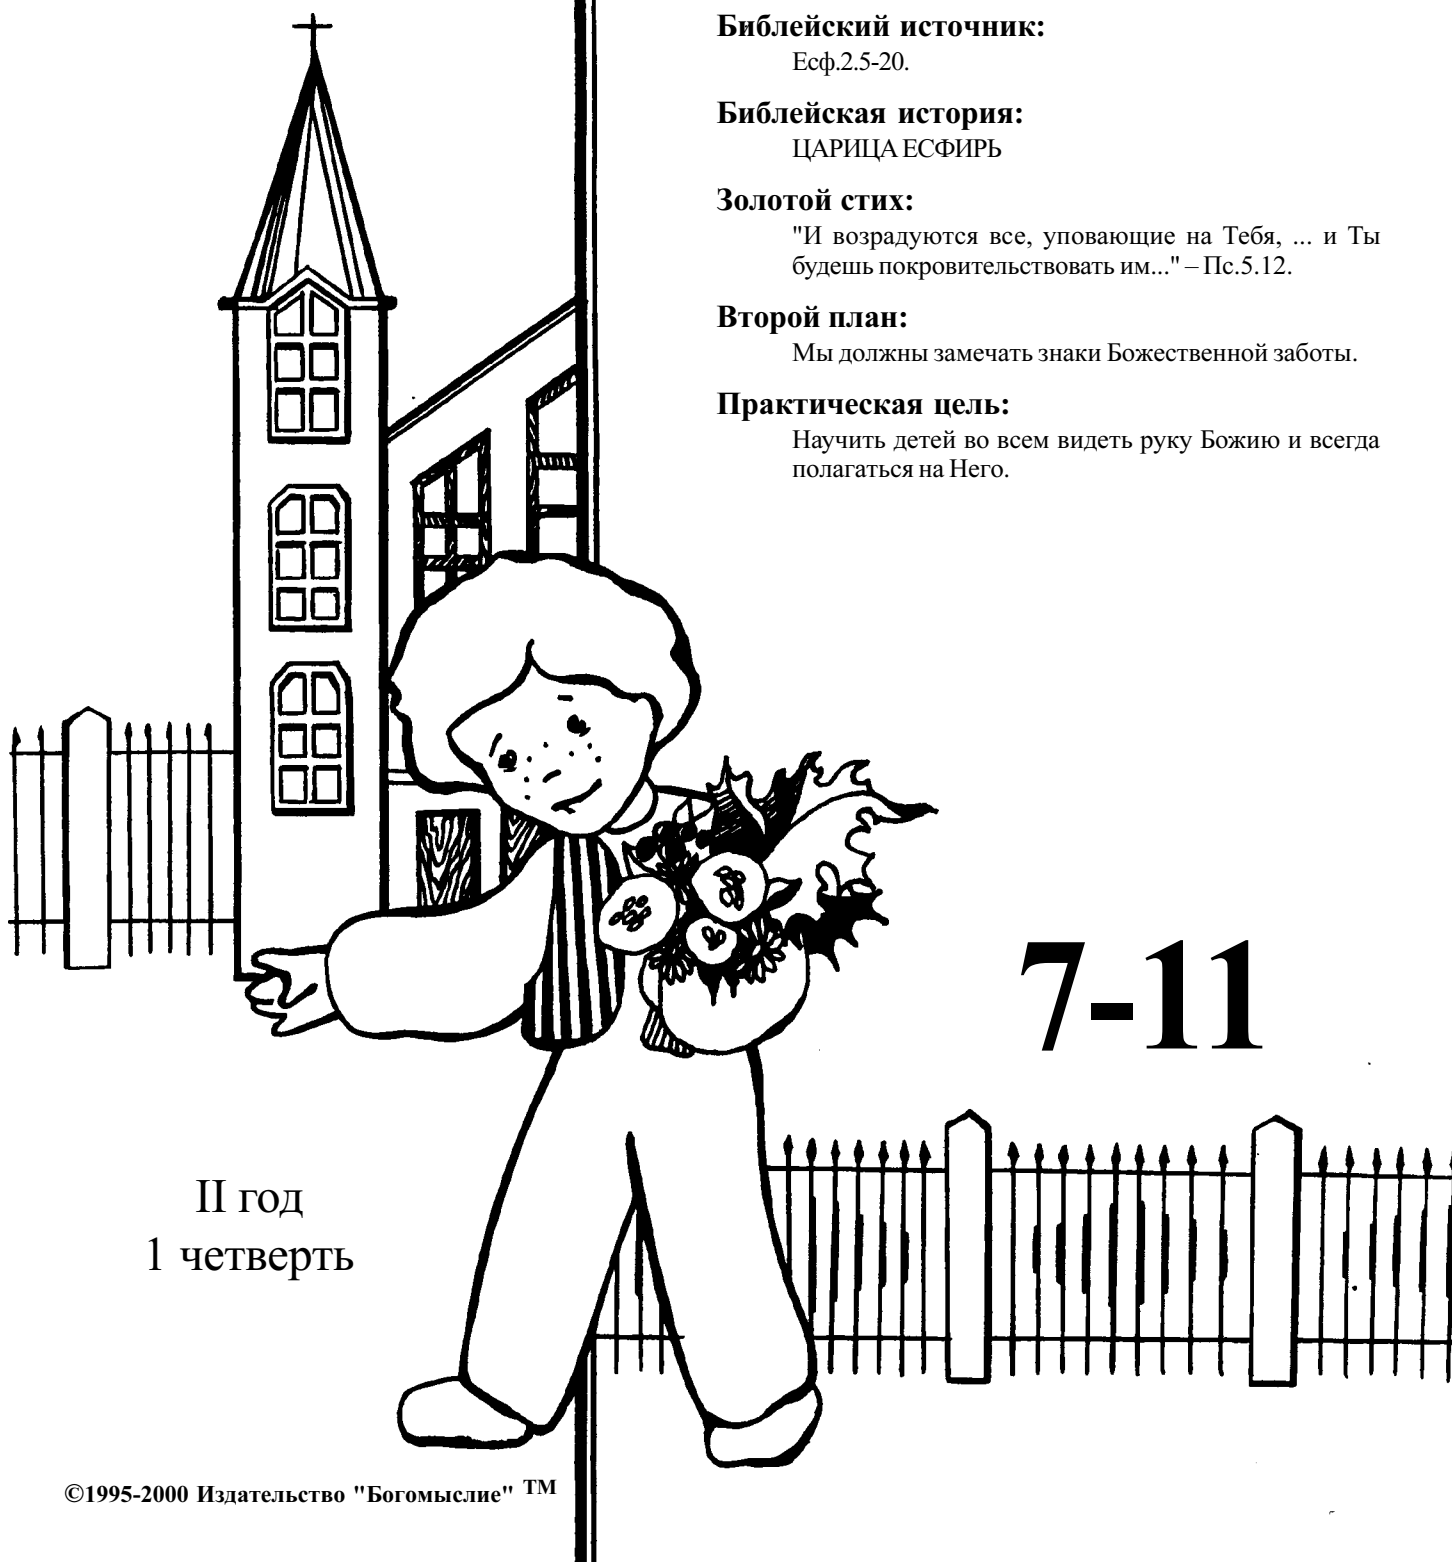 Библейский источник:
Есф.2.5-20.
Библейская история:
ЦАРИЦА ЕСФИРЬ
Золотой стих:
"И возрадуются все, уповающие на Тебя, ... и Ты
будешь покровительствовать им..." – Пс.5.12.
Второй план:
Мы должны замечать знаки Божественной заботы.
Практическая цель:
Научить детей во всем видеть руку Божию и всегда
полагаться на Него.
7-11
II год
1 четверть
©1995-2000 Издательство "Богомыслие" ™